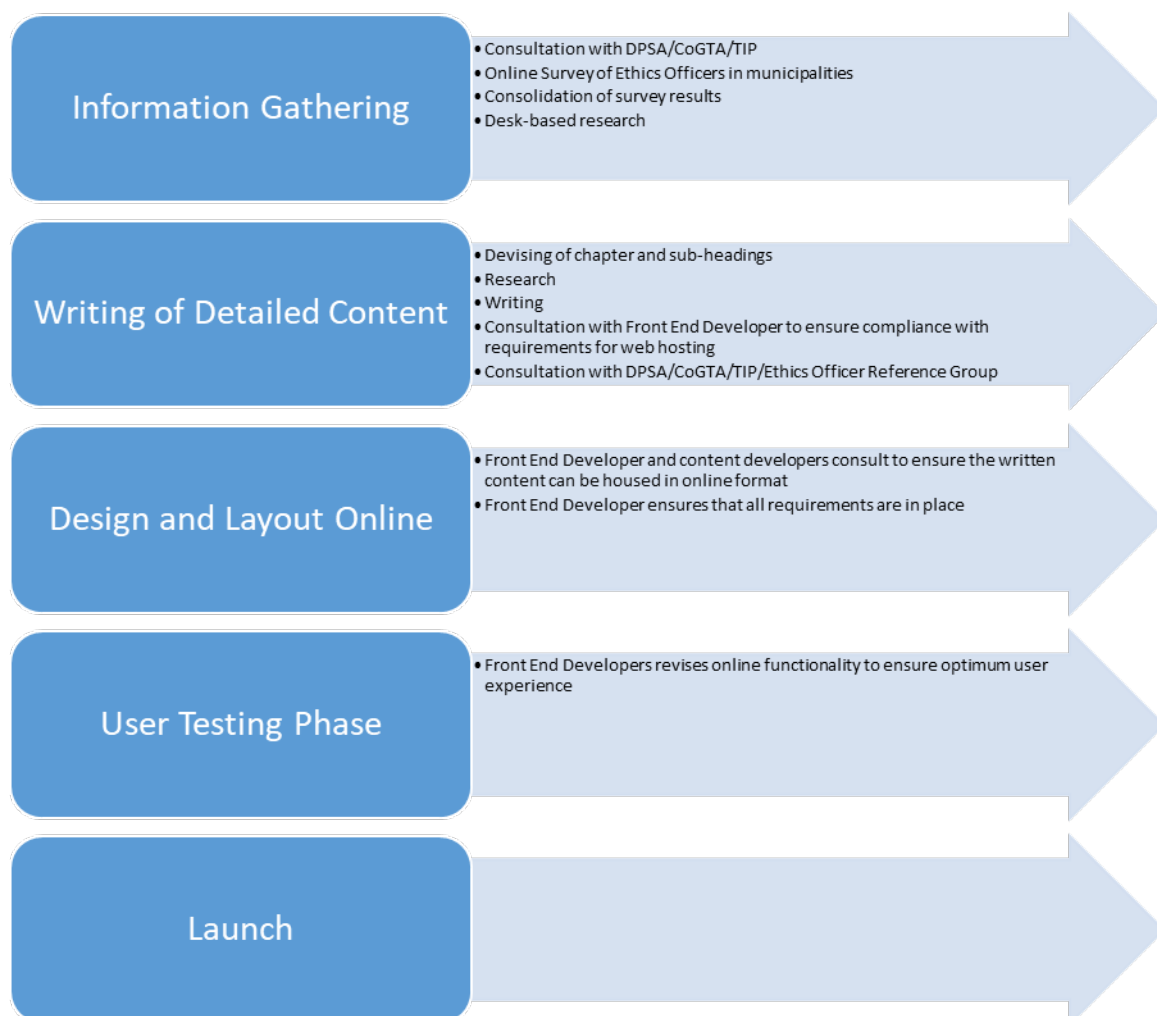 Information Gathering
• Consultation with DPSA/CoGTA/TIP
• Online Survey of Ethics Officers in municipalities
• Consolidation of survey results
• Desk-based research
Writing of Detailed Content
• Devising of chapter and sub-headings
• Research
• Writing
• Consultation with Front End Developer to ensure compliance with
requirements for web hosting
• Consultation with DPSA/CoGTA/TIP/Ethics Officer Reference Group
Design and Layout Online
• Front End Developer and content developers consult to ensure the written
content can be housed in online format
• Front End Developer ensures that all requirements are in place
User Testing Phase
• Front End Developers revises online functionality to ensure optimum user
experience
Launch